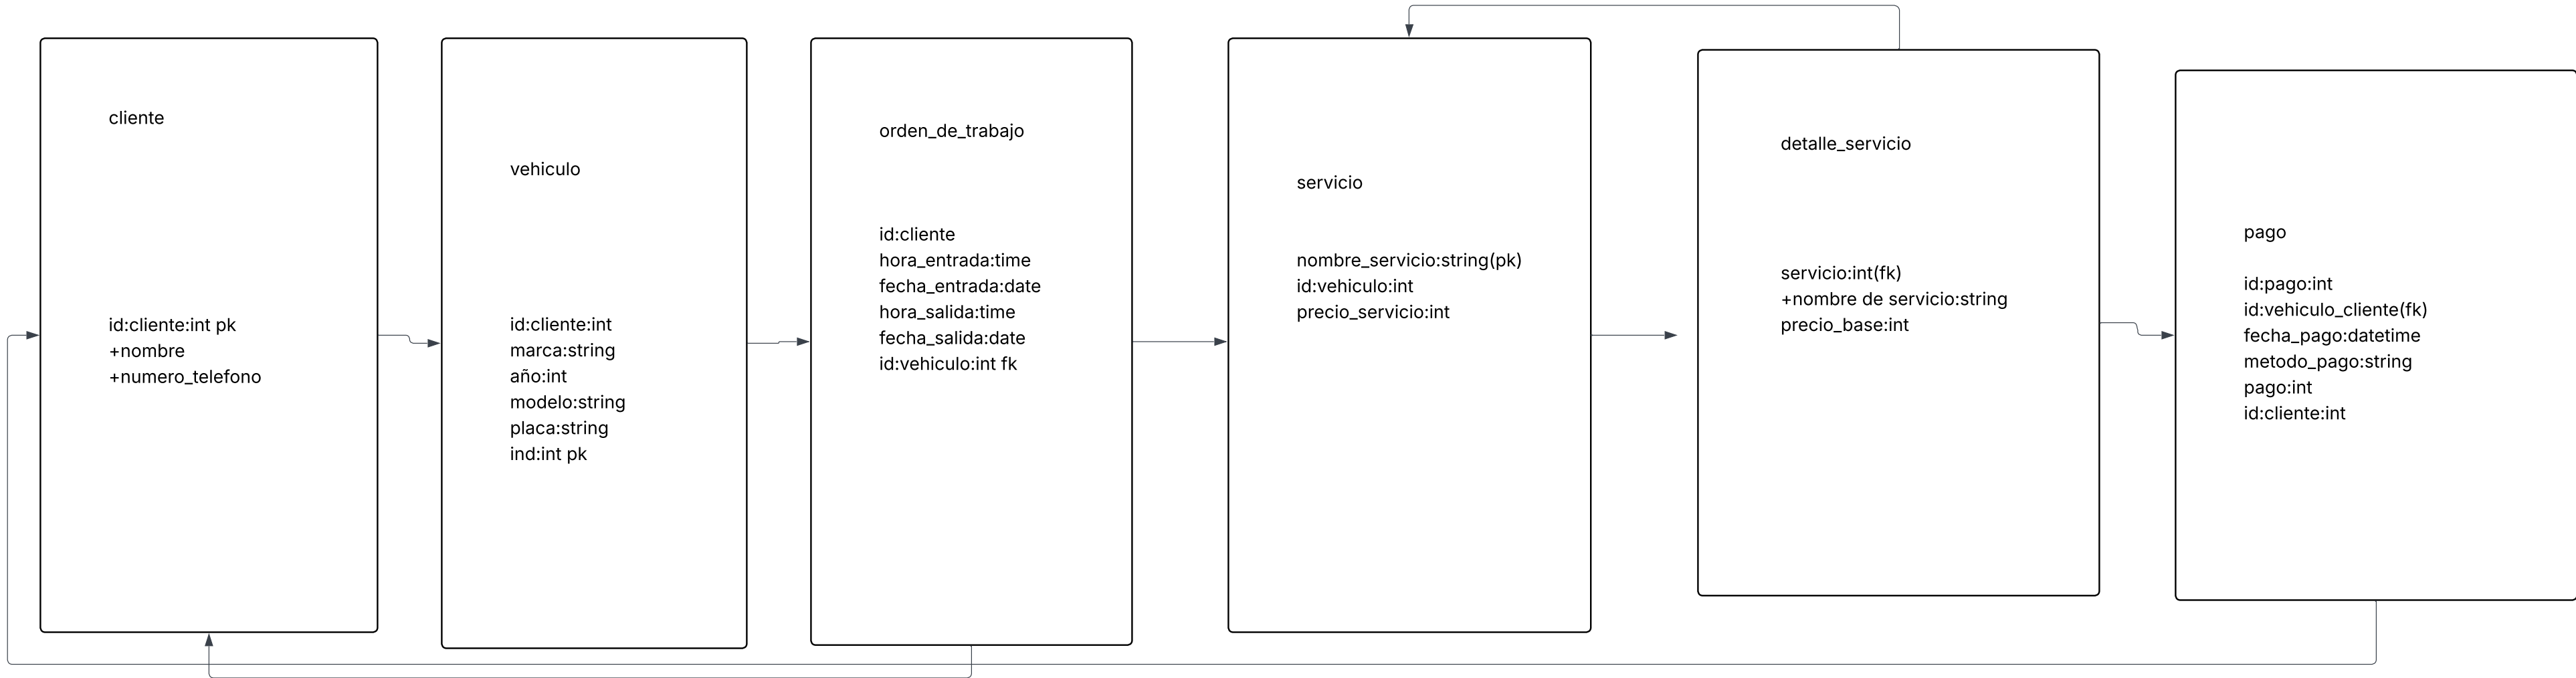 cliente
id:cliente:int pk
+nombre
+numero_telefono
vehiculo
id:cliente:int
marca:string
año:int
modelo:string
placa:string
ind:int pk
orden_de_trabajo
id:cliente
hora_entrada:time
fecha_entrada:date
hora_salida:time
fecha_salida:date
id:vehiculo:int fk
servicio
nombre_servicio:string(pk)
id:vehiculo:int
precio_servicio:int
detalle_servicio
servicio:int(fk)
+nombre de servicio:string
precio_base:int
pago
id:pago:int
id:vehiculo_cliente(fk)
fecha_pago:datetime
metodo_pago:string
pago:int
id:cliente:int